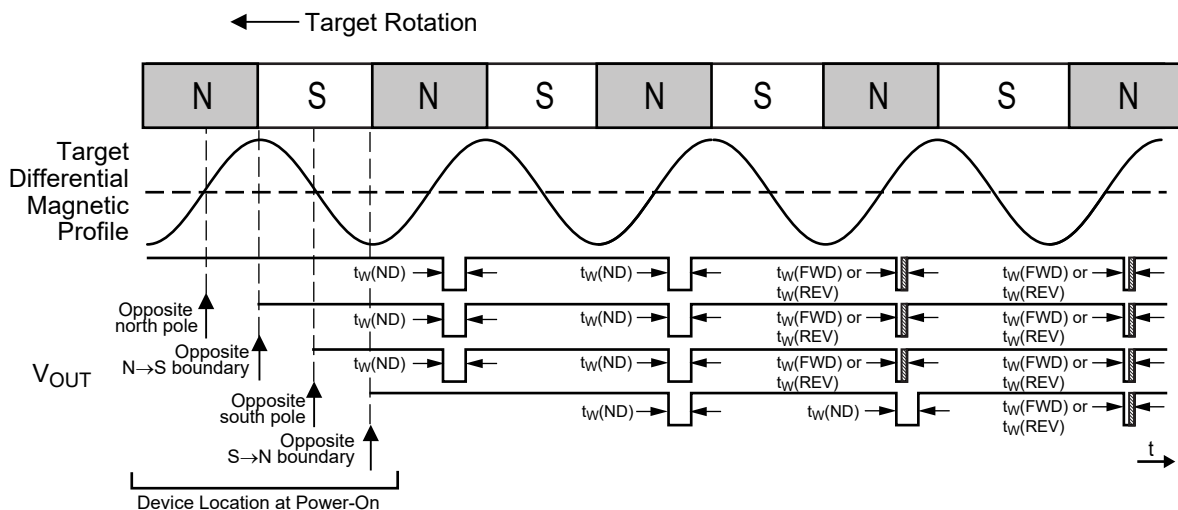 Target Rotation
N S N S N S N S N
Target
Differential
Magnetic
Profile
tW(ND) tW(ND) tW(FWD) or tW(FWD) or
tW(REV) tW(REV)
Opposite
north pole
tW(ND) tW(ND) tW(FWD) or tW(FWD) or
tW(REV) tW(REV)
Opposite
N→S boundary
tW(ND) tW(ND) tW(FWD) or tW(FWD) or
tW(REV) tW(REV)
VOUT
Opposite
south pole
tW(ND) tW(ND) tW(FWD) or
tW(REV)
Opposite
S→N boundary
t
Device Location at Power-On